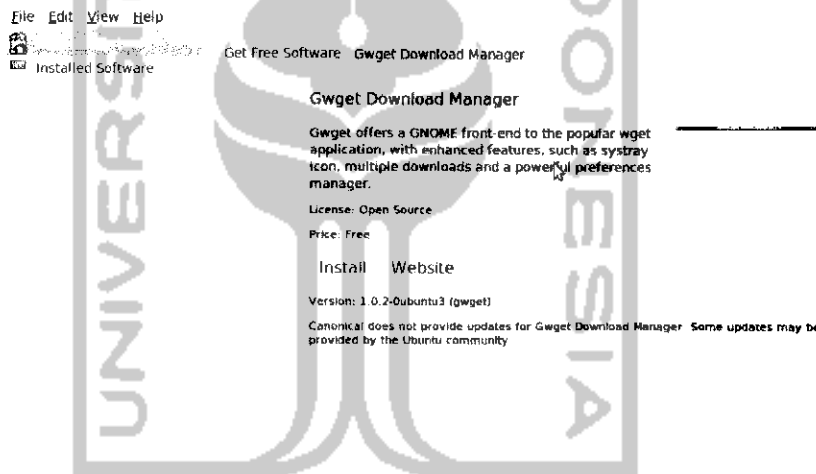 File Edit View Help
Get Free Software Gwget Download Manager
Installed Software
Gwget Download Manager
Gwget offers a GNOME front-end to the popular wget
application, with enhanced features, such as systray
icon, multiple downloads and a powerful preferences
manager.
License: Open Source
Price: Free
Install Website
Version: 1.0.2-0ubuntu3 (gwget)
Canonical does not provide updates for Gwget Download Manager Some updates may be
provided by the Ubuntu community
UNIVERSIT
ONESIA